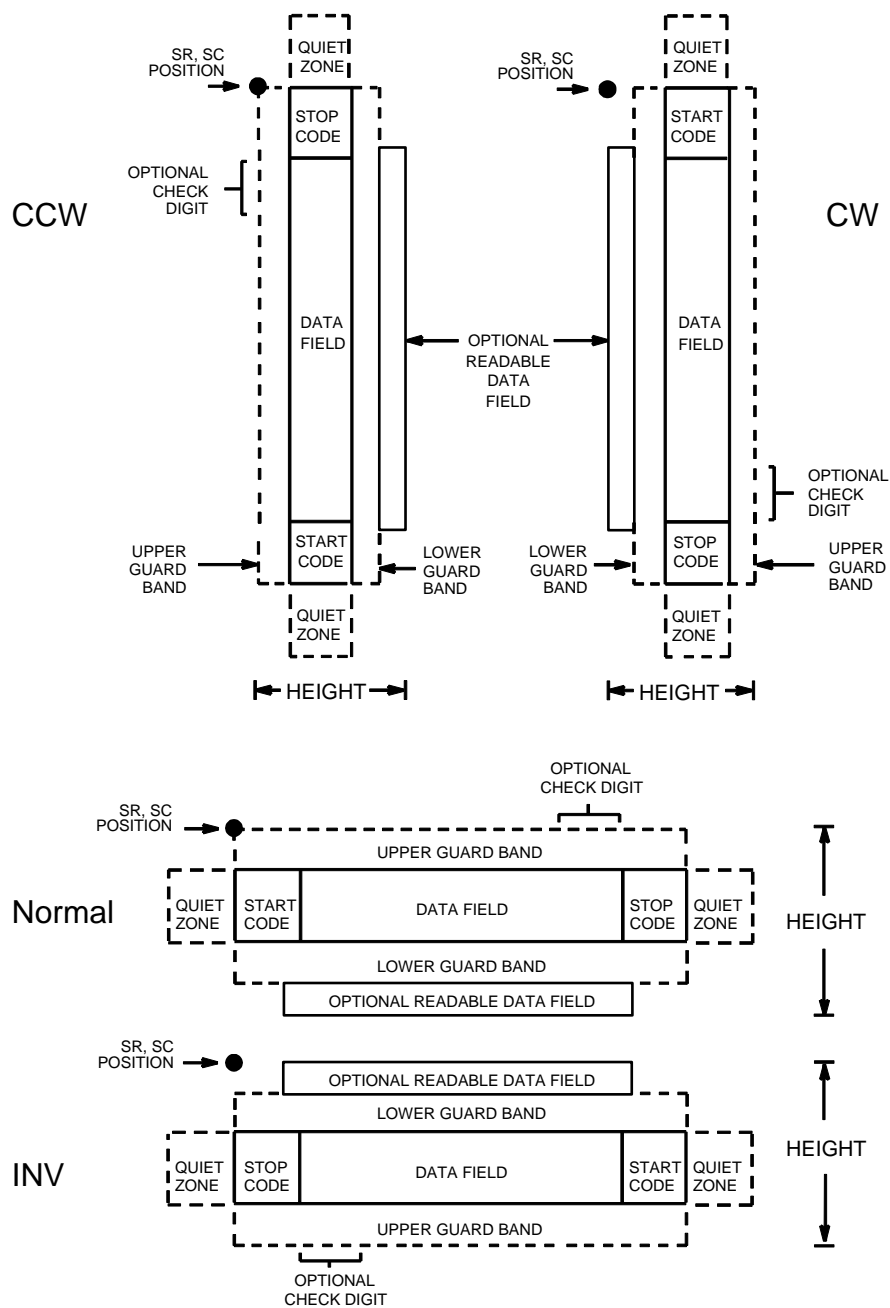 QUIET
ZONE
SR, SC
POSITION
STOP
CODE
OPTIONAL
CHECK
DIGIT
CCW
DATA
FIELD
START
CODE
UPPER
GUARD
BAND
LOWER
GUARD
BAND
QUIET
ZONE
HEIGHT
OPTIONAL
READABLE
DATA
FIELD
QUIET
ZONE
SR, SC
POSITION
START
CODE
CW
DATA
FIELD
OPTIONAL
CHECK
DIGIT
LOWER
GUARD
BAND
STOP
CODE
UPPER
GUARD
BAND
QUIET
ZONE
HEIGHT
OPTIONAL
CHECK DIGIT
SR, SC
POSITION
UPPER GUARD BAND
Normal
QUIET
ZONE
START
CODE
DATA FIELD
STOP
CODE
QUIET
ZONE
HEIGHT
LOWER GUARD BAND
OPTIONAL READABLE DATA FIELD
SR, SC
POSITION
OPTIONAL READABLE DATA FIELD
LOWER GUARD BAND
INV
QUIET
ZONE
STOP
CODE
DATA FIELD
START
CODE
QUIET
ZONE
HEIGHT
UPPER GUARD BAND
OPTIONAL
CHECK DIGIT